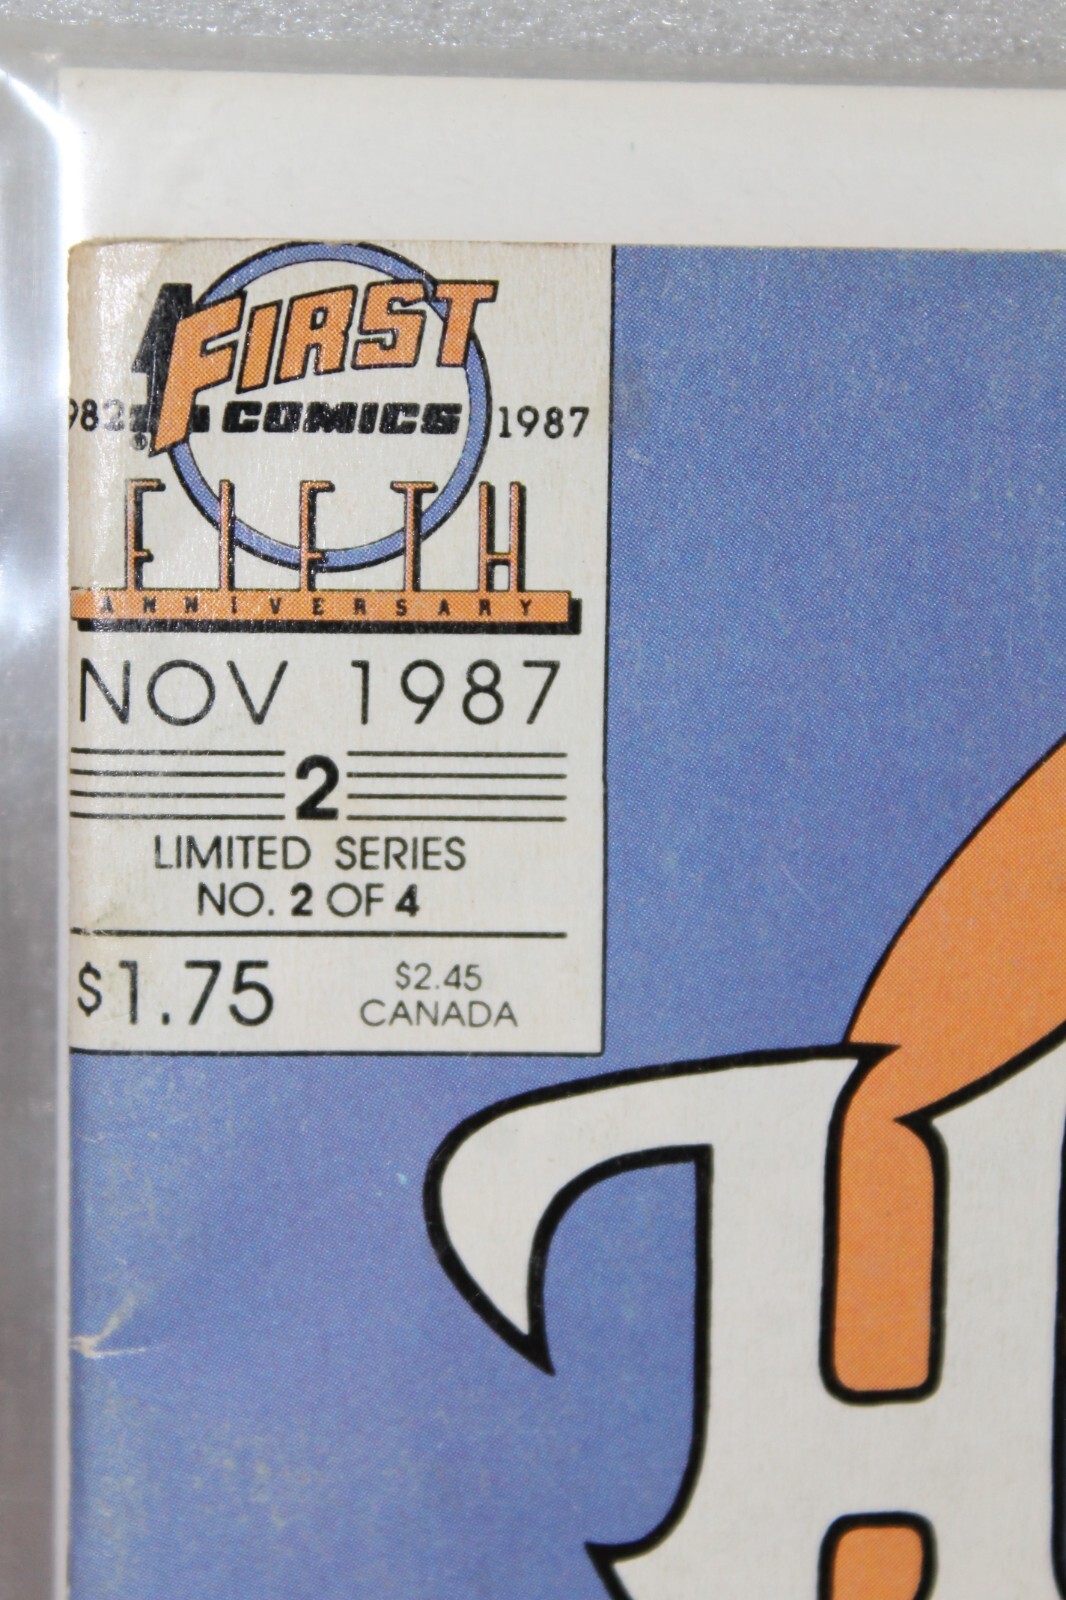 FIRST
982 COMICS 1987
®
FIFTH
ANNIVERSARY
NOV 1987
2
LIMITED SERIES
NO. 2 OF 4
$1.75 $2.45
CANADA
H